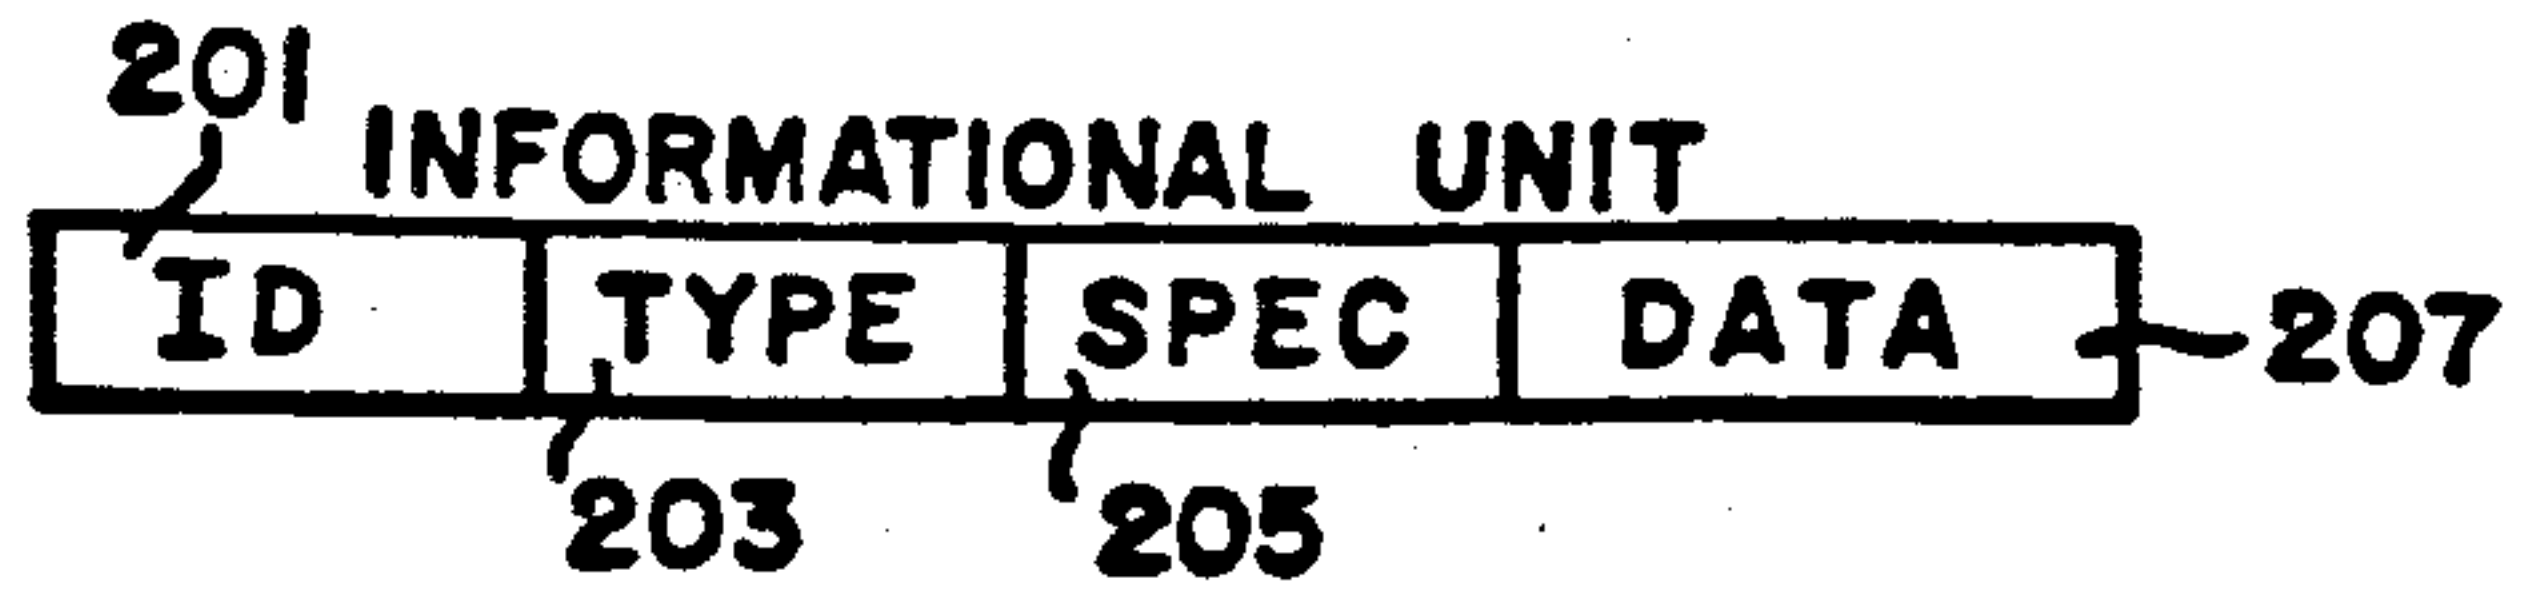 201
INFORMATIONAL UNIT
ID TYPE SPEC DATA
207
203 205